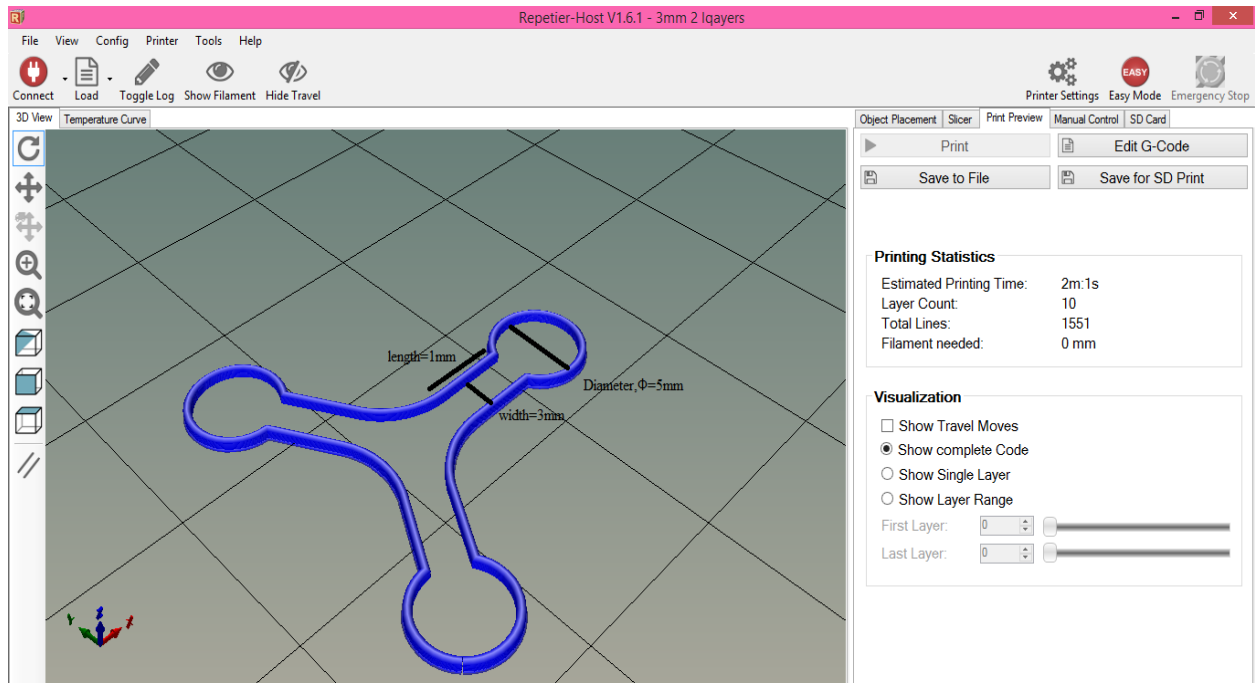 Repetier-Host V1.6.1 - 3mm 2 lqayers
File View Config Printer Tools Help
Connect Load Toggle Log Show Filament Hide Travel Printer Settings Easy Mode Emergency Stop
EASY
3D View Temperature Curve
Object Placement Slicer Print Preview Manual Control SD Card
Print Edit G-Code
Save to File Save for SD Print
Printing Statistics
Estimated Printing Time: 2m:1s
Layer Count: 10
Total Lines: 1551
Filament needed: 0 mm
length=1mm
Diameter,Φ=5mm
width=3mm
Visualization
Show Travel Moves
Show complete Code
Show Single Layer
Show Layer Range
First Layer: 0
Last Layer: 0
Y Z X